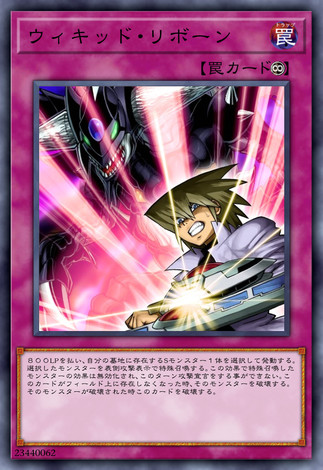 ウィキッド・リボーン
トラップ
罠
【罠カード】
８００LPを払い、自分の墓地に存在するSモンスター１体を選択して発動する。
選択したモンスターを表側攻撃表示で特殊召喚する。この効果で特殊召喚した
モンスターの効果は無効化され、このターン攻撃宣言をする事ができない。こ
のカードがフィールド上に存在しなくなった時、そのモンスターを破壊する。
そのモンスターが破壊された時このカードを破壊する。
23440062